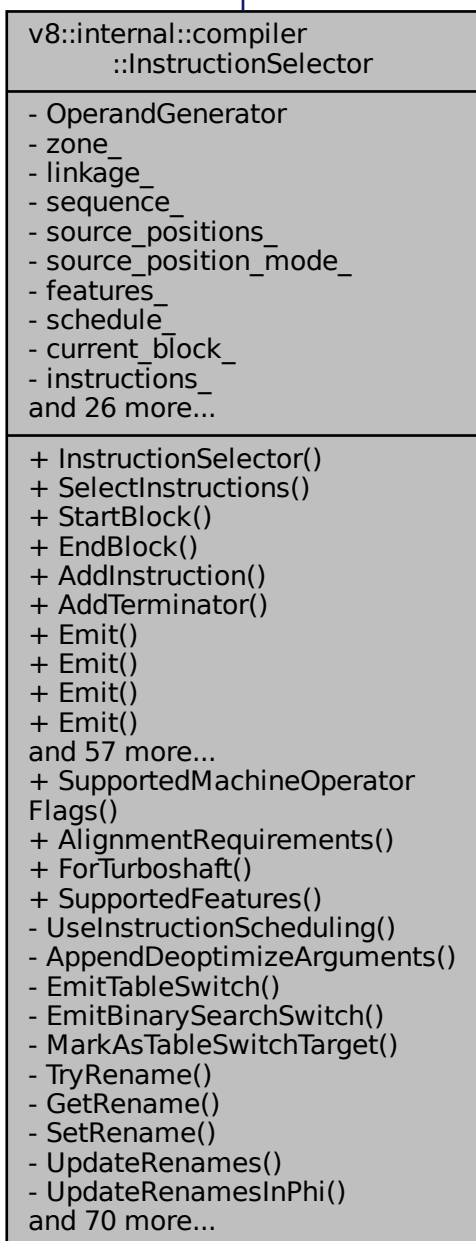 v8::internal::compiler
::InstructionSelector
- OperandGenerator
- zone_
- linkage_
- sequence_
- source_positions_
- source_position_mode_
- features_
- schedule_
- current_block_
- instructions_
and 26 more...
+ InstructionSelector()
+ SelectInstructions()
+ StartBlock()
+ EndBlock()
+ AddInstruction()
+ AddTerminator()
+ Emit()
+ Emit()
+ Emit()
+ Emit()
and 57 more...
+ SupportedMachineOperator
Flags()
+ AlignmentRequirements()
+ ForTurboshaft()
+ SupportedFeatures()
- UseInstructionScheduling()
- AppendDeoptimizeArguments()
- EmitTableSwitch()
- EmitBinarySearchSwitch()
- MarkAsTableSwitchTarget()
- TryRename()
- GetRename()
- SetRename()
- UpdateRenames()
- UpdateRenamesInPhi()
and 70 more...